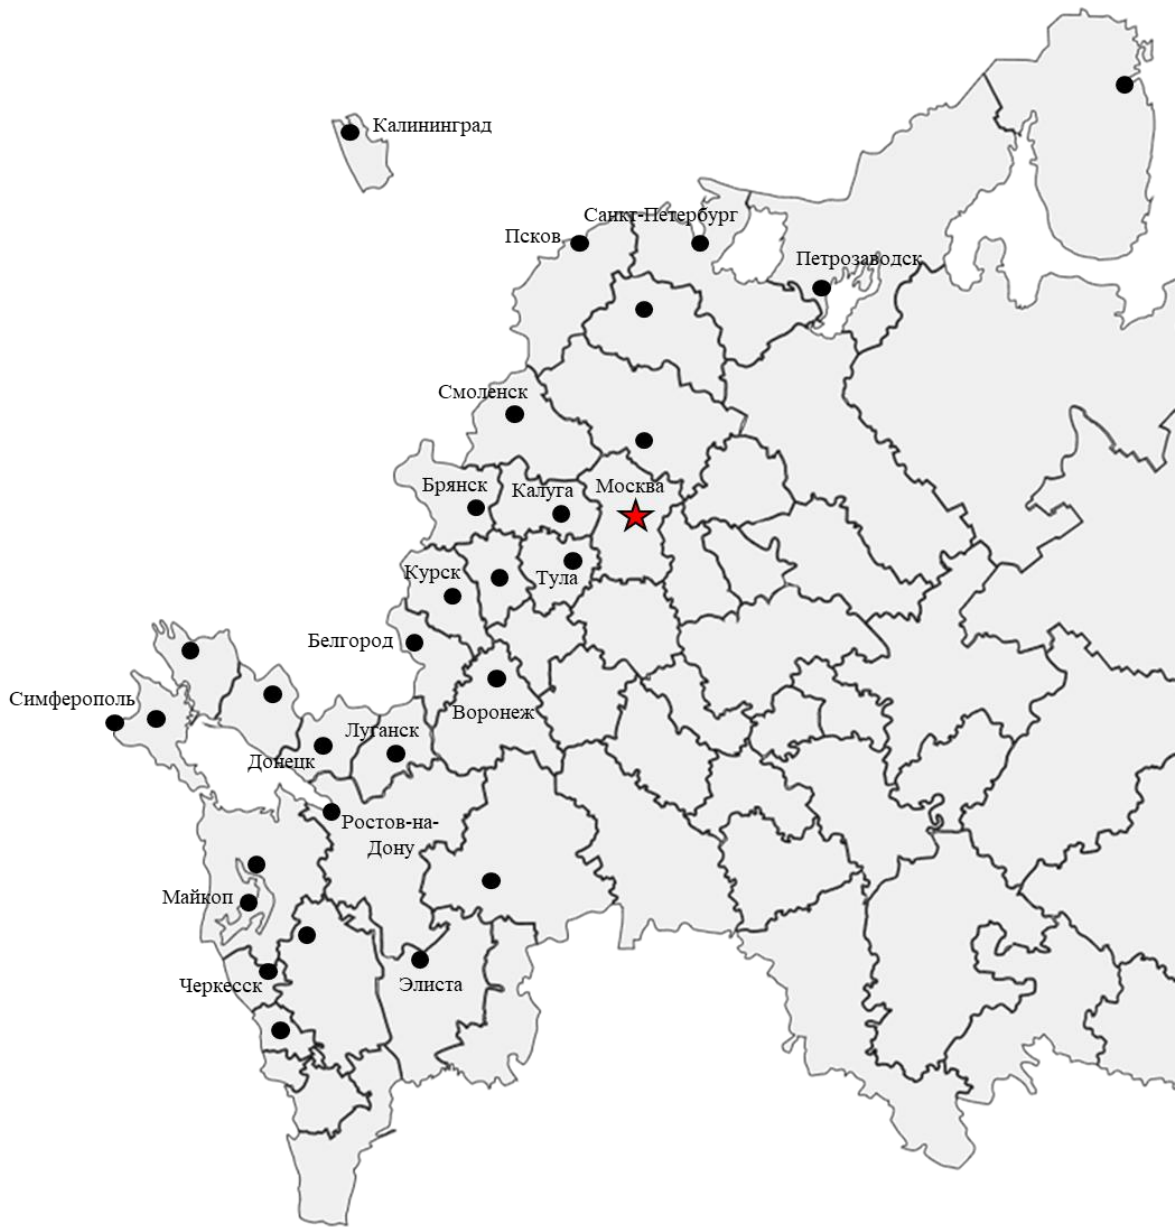 Калининград
Санкт-Петербург
Псков
Петрозаводск
Смоленск
Брянск
Калуга
Москва
Курск
Тула
Белгород
Симферополь
Воронеж
Луганск
Донецк
Ростов-на-
Дону
Майкоп
Черкесск
Элиста